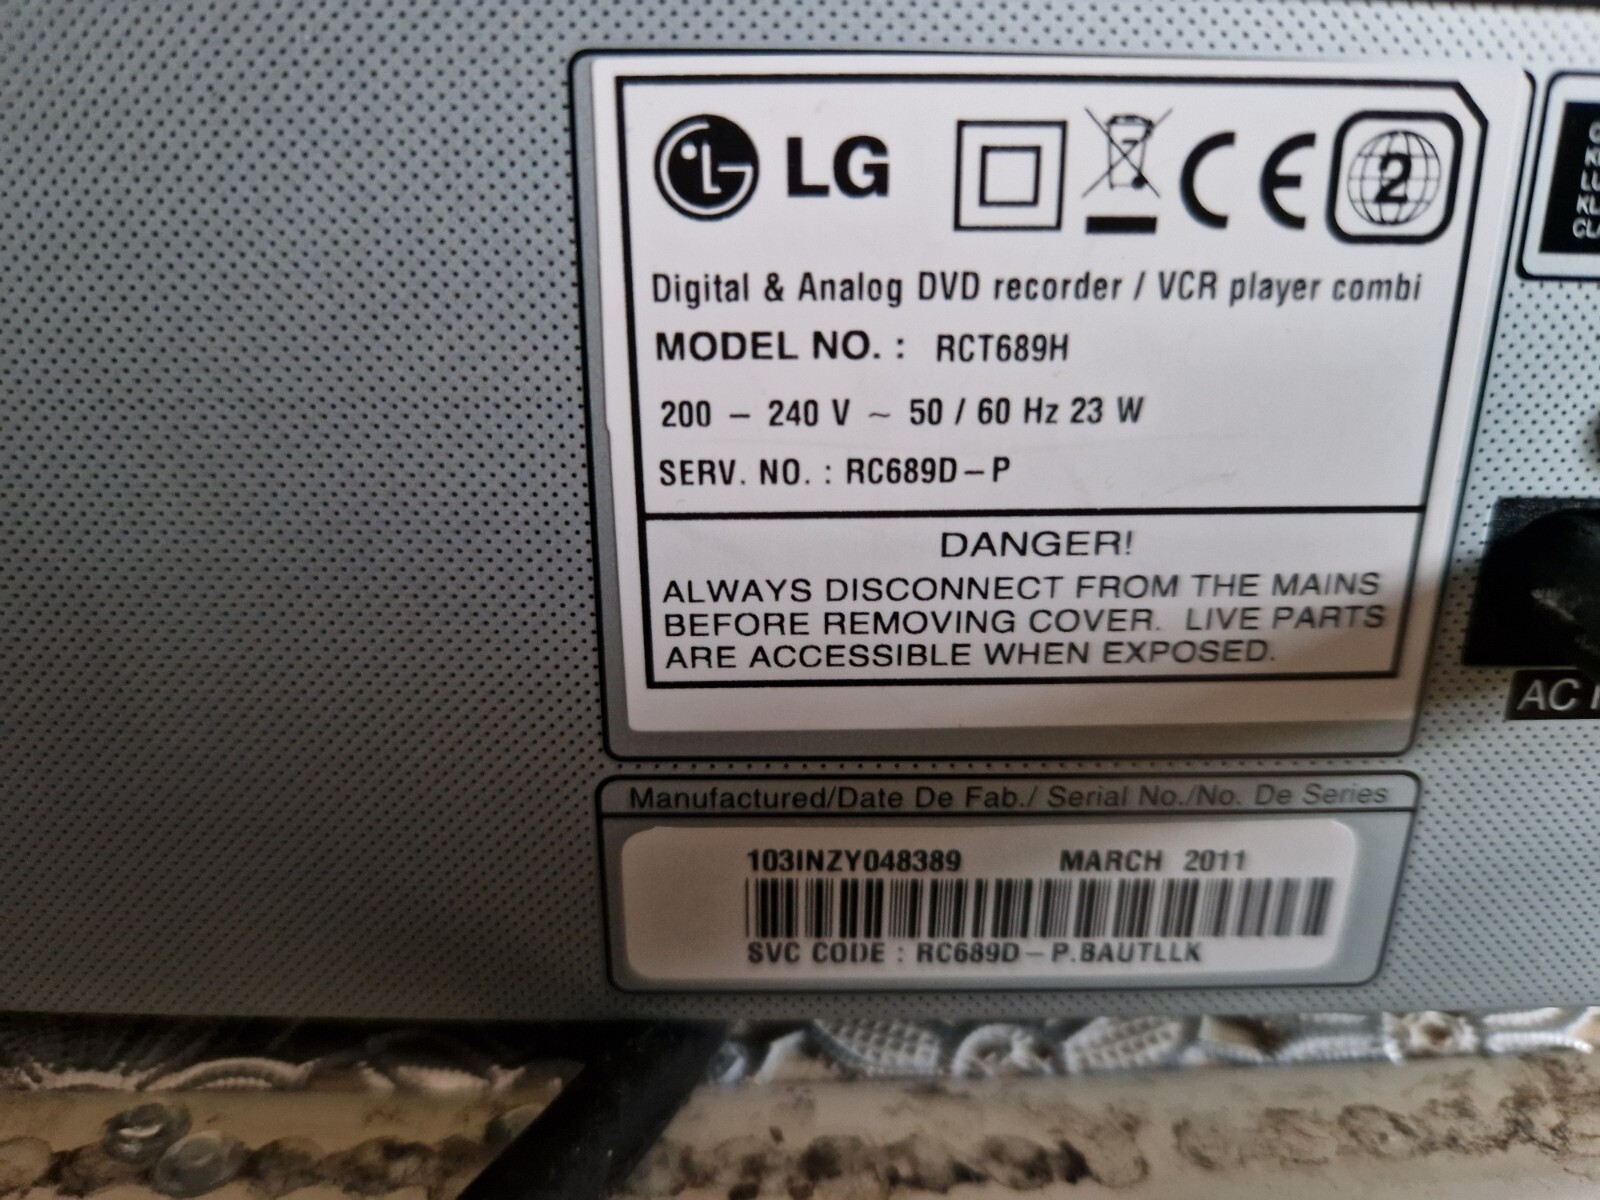 LG
2
Digital & Analog DVD recorder / VCR player combi
MODEL NO. : RCT689H
200 – 240 V ~ 50 / 60 Hz 23 W
SERV. NO. : RC689D–P
DANGER!
ALWAYS DISCONNECT FROM THE MAINS
BEFORE REMOVING COVER. LIVE PARTS
ARE ACCESSIBLE WHEN EXPOSED.
AC
Manufactured/Date De Fab./ Serial No./No. De Series
103INZY048389 MARCH 2011
SVC CODE : RC689D–P.BAUTLLK